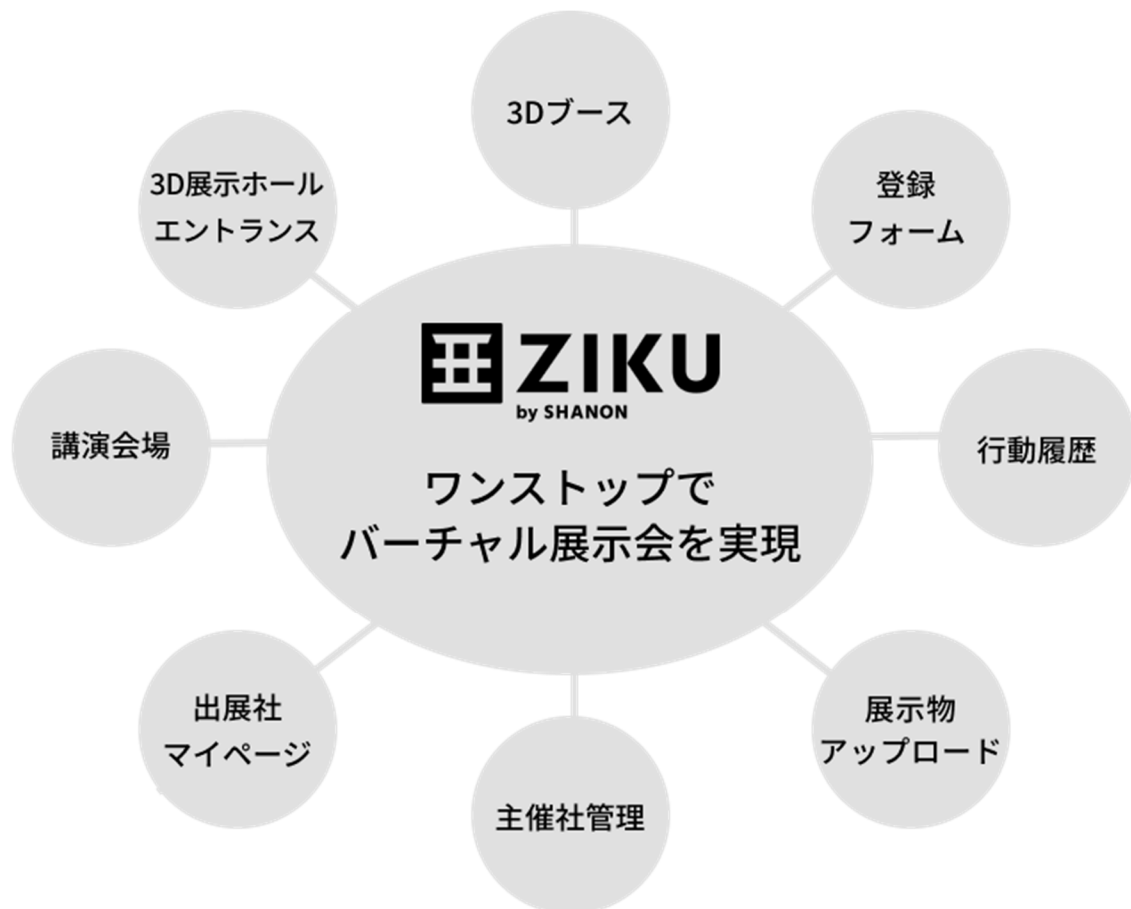 3Dブース
3D展示ホール
エントランス
登録
フォーム
ZIKU
by SHANON
ワンストップで
バーチャル展示会を実現
講演会場
行動履歴
出展社
マイページ
展示物
アップロード
主催社管理